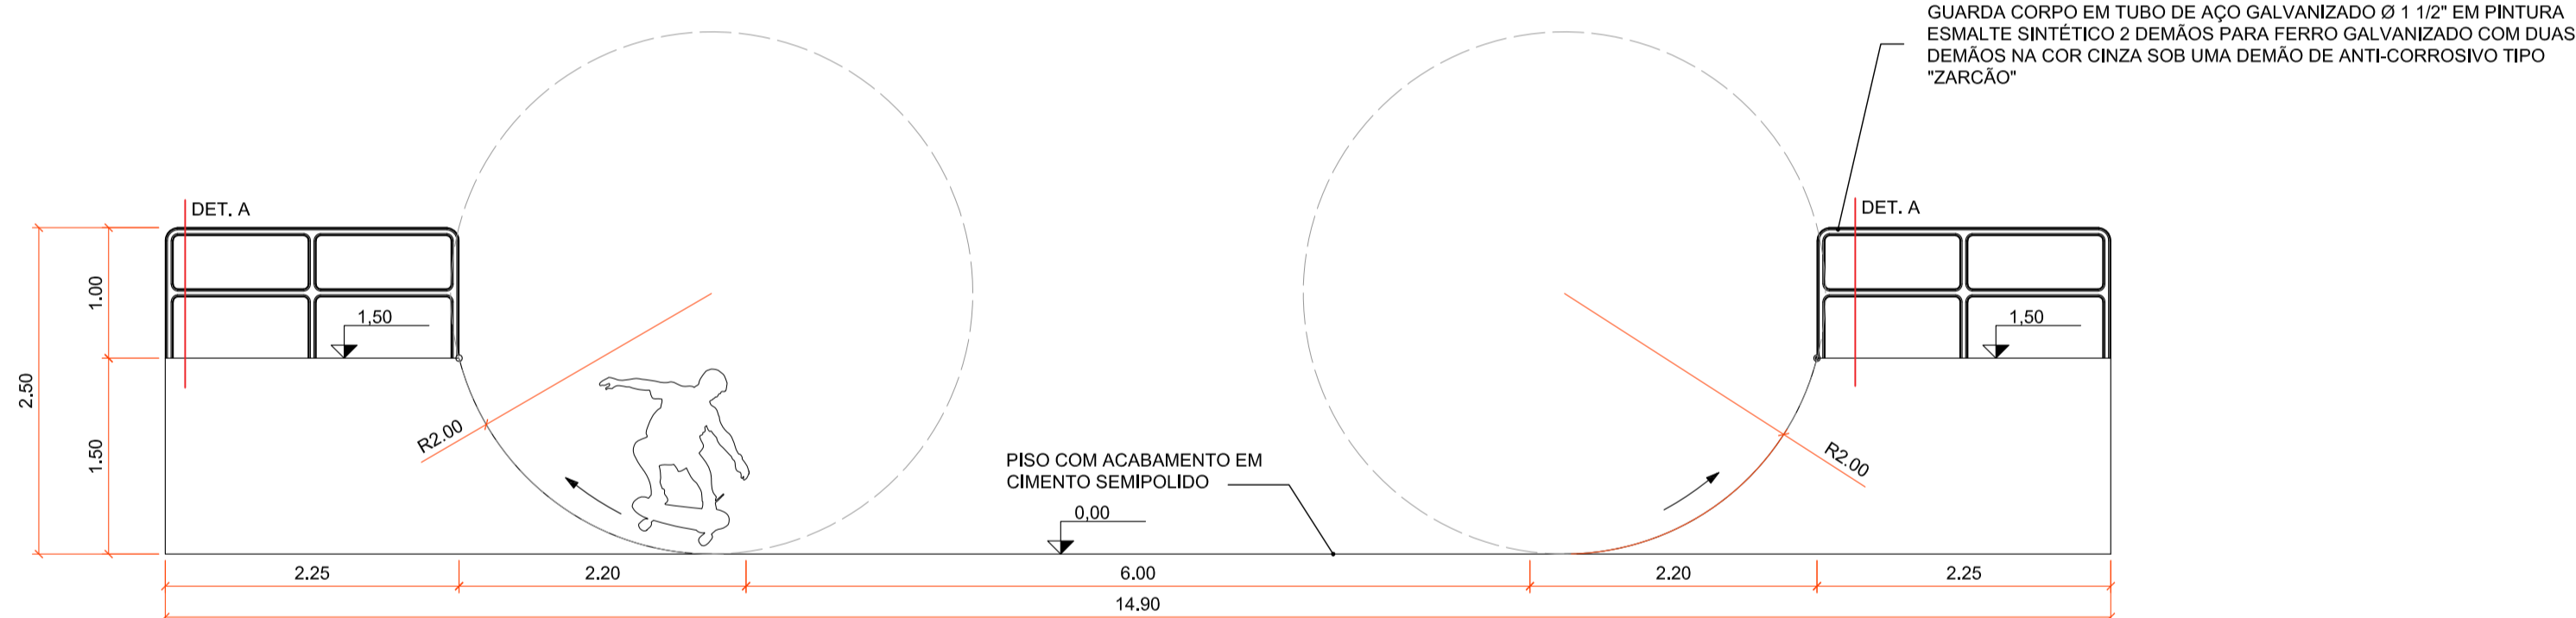 GUARDA CORPO EM TUBO DE AÇO GALVANIZADO Ø 1 1/2" EM PINTURA
ESMALTE SINTÉTICO 2 DEMÃOS PARA FERRO GALVANIZADO COM DUAS
DEMÃOS NA COR CINZA SOB UMA DEMÃO DE ANTI-CORROSIVO TIPO
"ZARCÃO"
DET. A
DET. A
1.00
1,50
1,50
2.50
R2.00
R2.00
1.50
PISO COM ACABAMENTO EM
CIMENTO SEMIPOLIDO
0,00
2.25
2.20
6.00
2.20
2.25
14.90